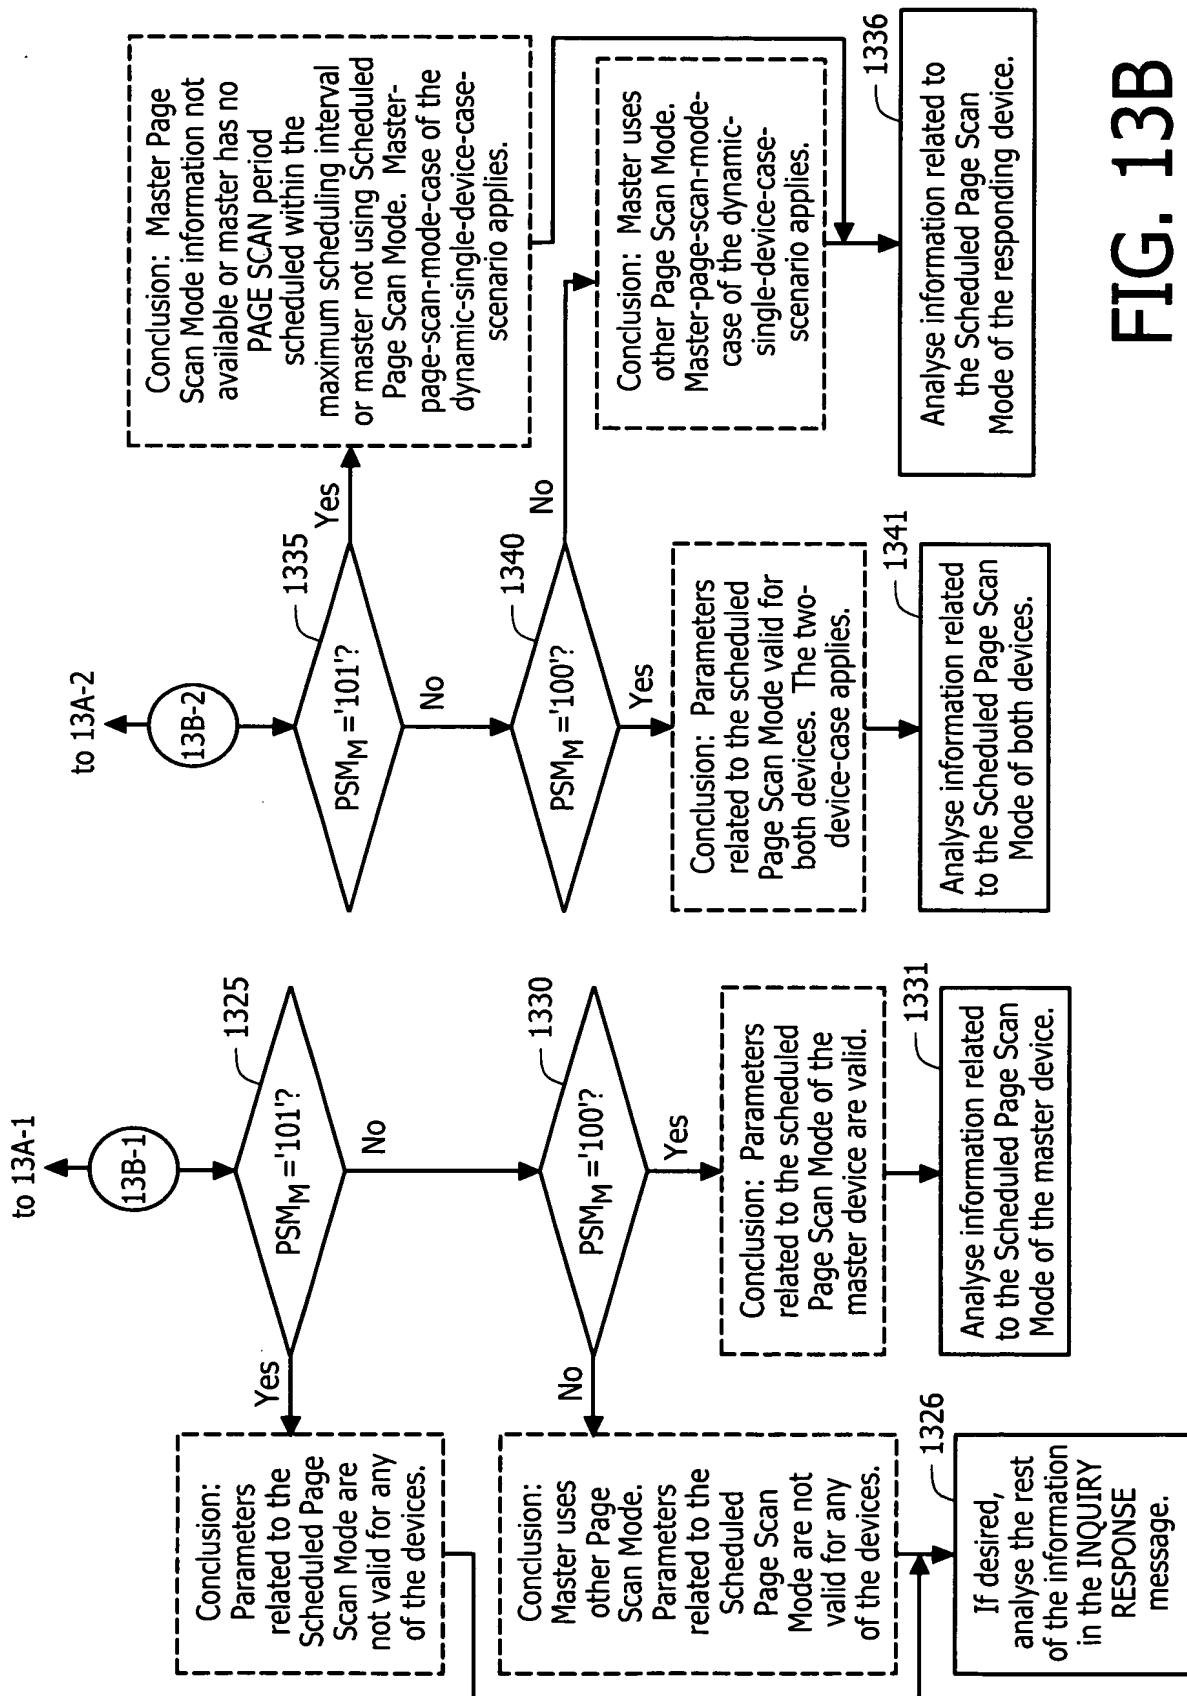 to 13A-1
13B-1
PSMM ='101'?
1325
Yes
No
Conclusion:
Parameters
related to the
Scheduled Page
Scan Mode are
not valid for any
of the devices.
PSMM ='100'?
1330
No
Yes
Conclusion:
Master uses
other Page
Scan Mode.
Parameters
related to the
Scheduled
Page Scan
Mode are not
valid for any
of the devices.
Conclusion: Parameters
related to the scheduled
Page Scan Mode of the
master device are valid.
1326
If desired,
analyse the rest
of the information
in the INQUIRY
RESPONSE
message.
1331
Analyse information related
to the Scheduled Page Scan
Mode of the master device.
to 13A-2
13B-2
PSMM ='101'?
1335
Yes
No
Conclusion: Master Page
Scan Mode information not
available or master has no
PAGE SCAN period
scheduled within the
maximum scheduling interval
or master not using Scheduled
Page Scan Mode. Master-
page-scan-mode-case of the
dynamic-single-device-case-
scenario applies.
PSMM ='100'?
1340
No
Yes
Conclusion: Master uses
other Page Scan Mode.
Master-page-scan-mode-
case of the dynamic-
single-device-case-
scenario applies.
Conclusion: Parameters
related to the scheduled
Page Scan Mode valid for
both devices. The two-
device-case applies.
1341
Analyse information related
to the Scheduled Page Scan
Mode of both devices.
1336
Analyse information related to
the Scheduled Page Scan
Mode of the responding device.
FIG. 13B